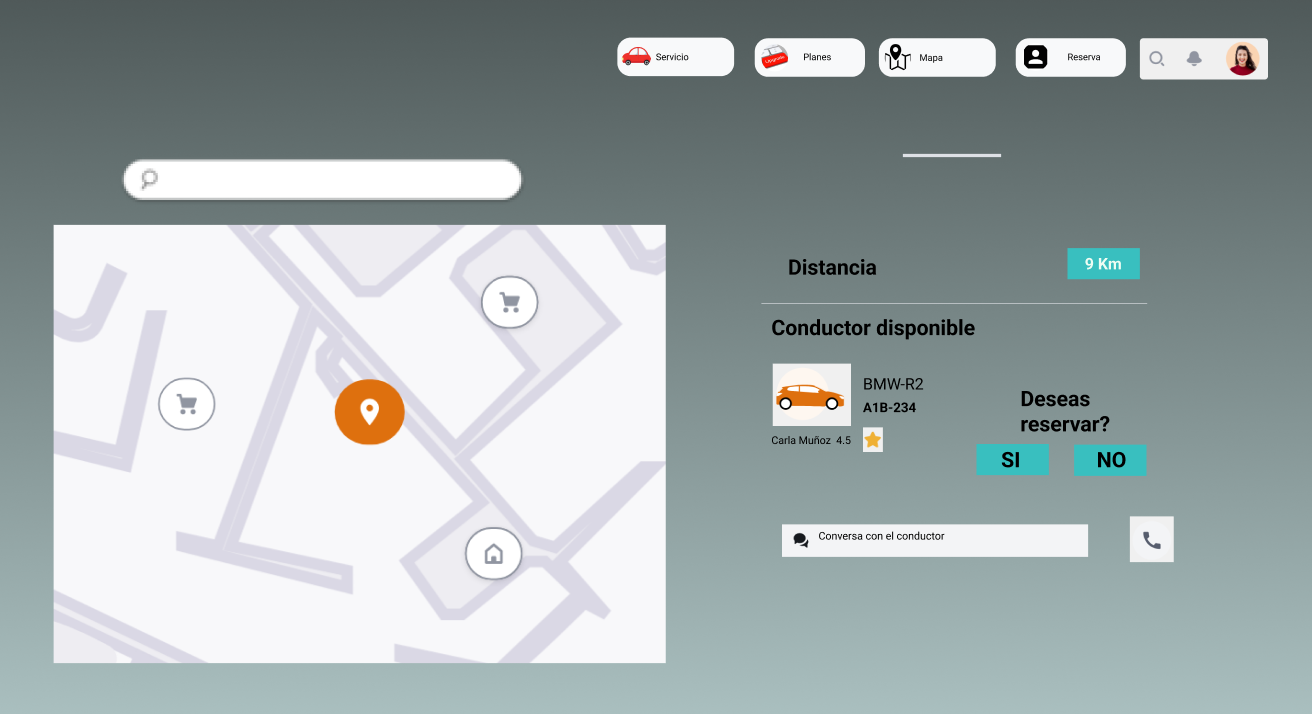 Servicio
Planes
Mapa
Reserva
Upgrade
Distancia
9 Km
Conductor disponible
BMW-R2
A1B-234
Carla Muñoz 4.5
Deseas
reservar?
SI
NO
Conversa con el conductor